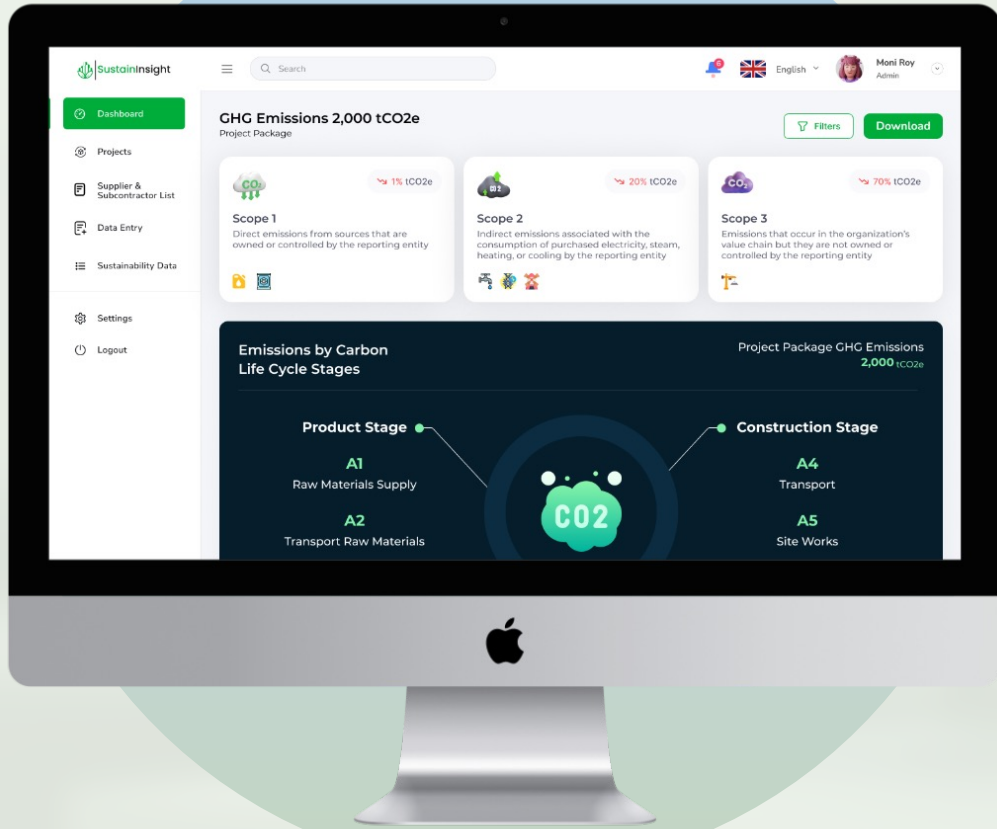 SustainInsight
Search
6
English
Moni Roy
Admin
Dashboard
Projects
Supplier &
Subcontractor List
Data Entry
Sustainability Data
Settings
Logout
GHG Emissions 2,000 tCO2e
Project Package
Filters
Download
CO2
1% tCO2e
Scope 1
Direct emissions from sources that are
owned or controlled by the reporting entity
CO2
20% tCO2e
Scope 2
Indirect emissions associated with the
consumption of purchased electricity, steam,
heating, or cooling by the reporting entity
CO2
70% tCO2e
Scope 3
Emissions that occur in the organization's
value chain but they are not owned or
controlled by the reporting entity
Emissions by Carbon
Life Cycle Stages
Project Package GHG Emissions
2,000 tCO2e
Product Stage
A1
Raw Materials Supply
A2
Transport Raw Materials
CO2
Construction Stage
A4
Transport
A5
Site Works